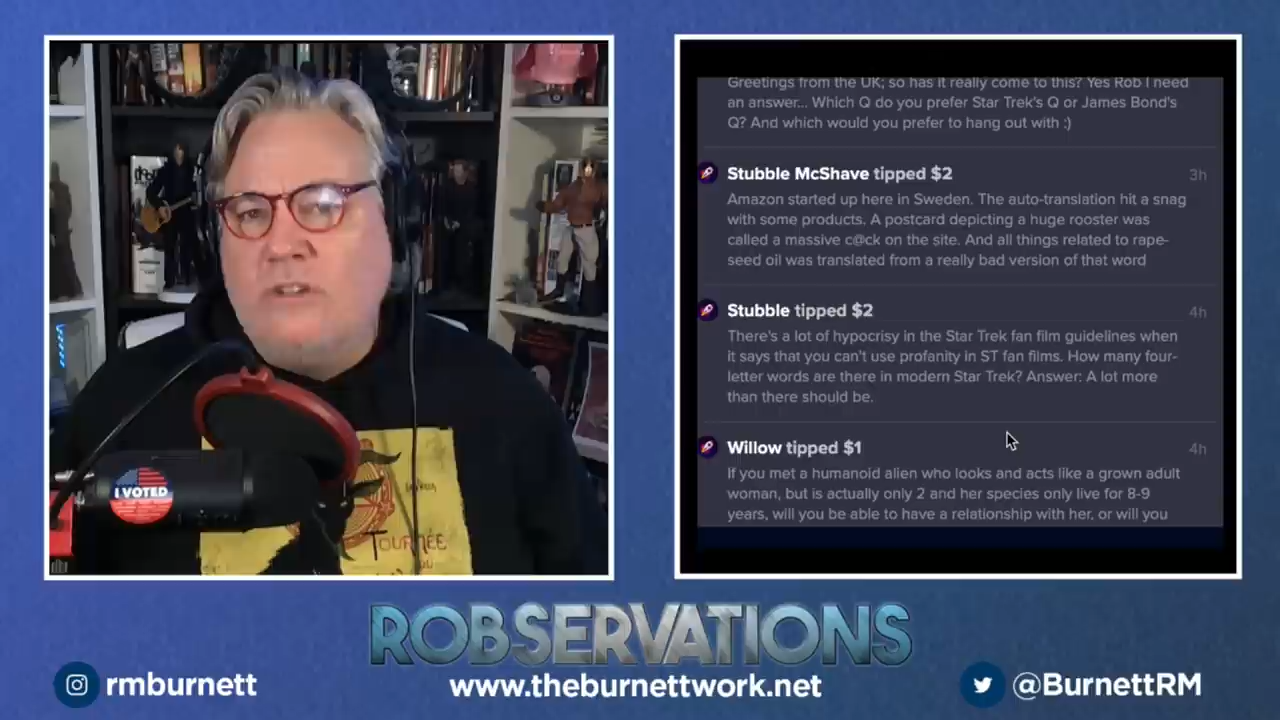 Greetings from the UK; so has it really come to this? Yes Rob I need
an answer... Which Q do you prefer Star Trek's Q or James Bond's
Q? And which would you prefer to hang out with :)
Stubble McShave tipped $2
3h
Amazon started up here in Sweden. The auto-translation hit a snag
with some products. A postcard depicting a huge rooster was
called a massive c@ck on the site. And all things related to rape-
seed oil was translated from a really bad version of that word
Stubble tipped $2
4h
There's a lot of hypocrisy in the Star Trek fan film guidelines when
it says that you can't use profanity in ST fan films. How many four-
letter words are there in modern Star Trek? Answer: A lot more
than there should be.
Willow tipped $1
4h
If you met a humanoid alien who looks and acts like a grown adult
woman, but is actually only 2 and her species only live for 8-9
years, will you be able to have a relationship with her, or will you
I VOTED
TOURNÉE
ROBSERVATIONS
rmburnett
www.theburnettwork.net
@BurnettRM